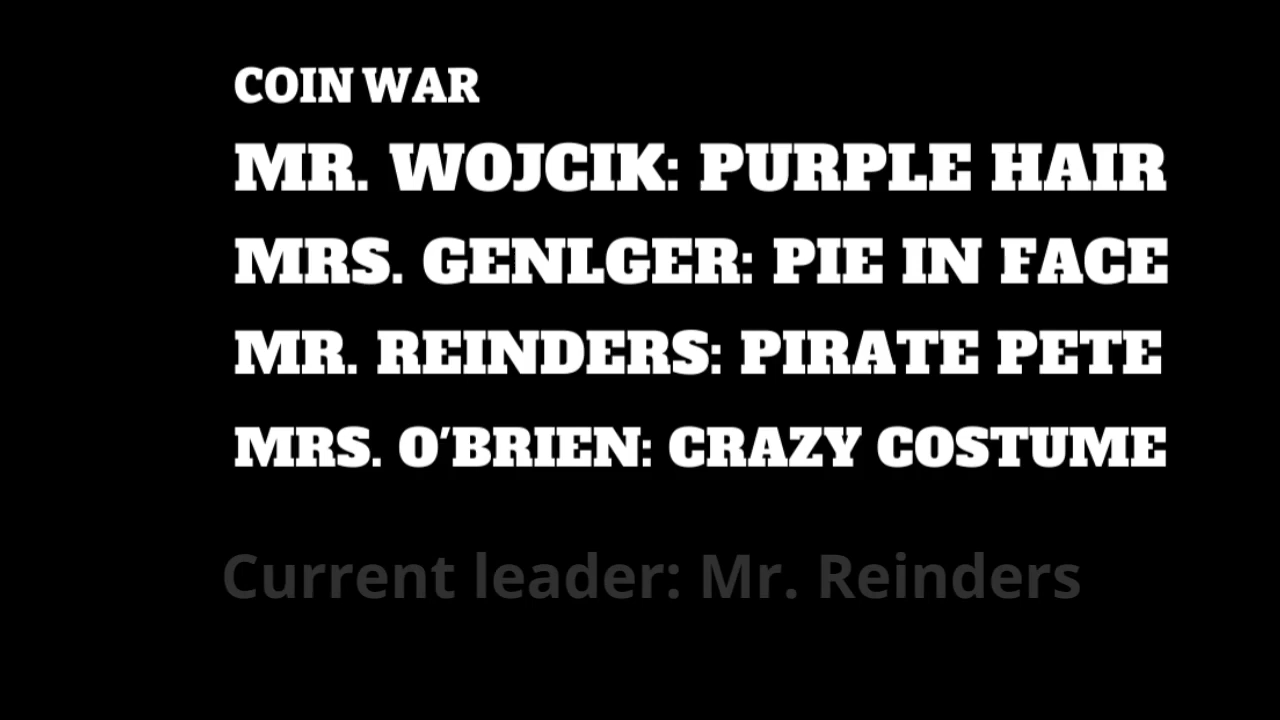 COIN WAR
MR. WOJCIK: PURPLE HAIR
MRS. GENLGER: PIE IN FACE
MR. REINDERS: PIRATE PETE
MRS. O'BRIEN: CRAZY COSTUME
Current leader: Mr. Reinders